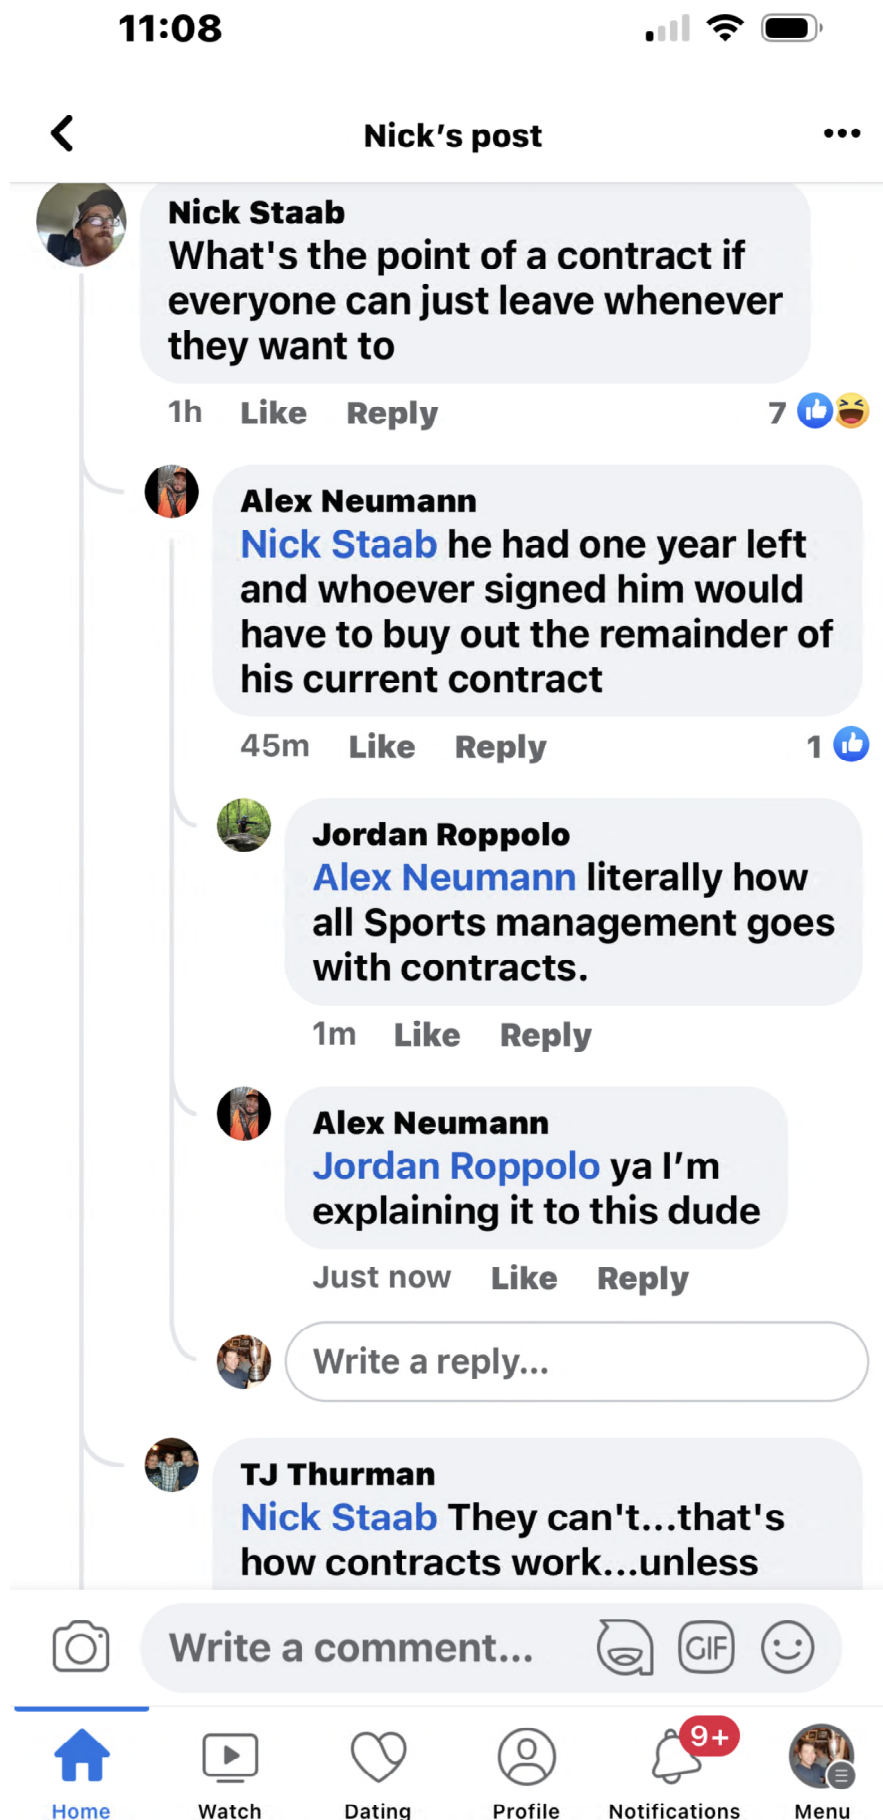 11:08
Nick's post
Nick Staab
What's the point of a contract if
everyone can just leave whenever
they want to
1h Like Reply 7
Alex Neumann
Nick Staab he had one year left
and whoever signed him would
have to buy out the remainder of
his current contract
45m Like Reply 1
Jordan Roppolo
Alex Neumann literally how
all Sports management goes
with contracts.
1m Like Reply
Alex Neumann
Jordan Roppolo ya I'm
explaining it to this dude
Just now Like Reply
Write a reply...
TJ Thurman
Nick Staab They can't...that's
how contracts work...unless
Write a comment... GIF
9+
Home Watch Dating Profile Notifications Menu